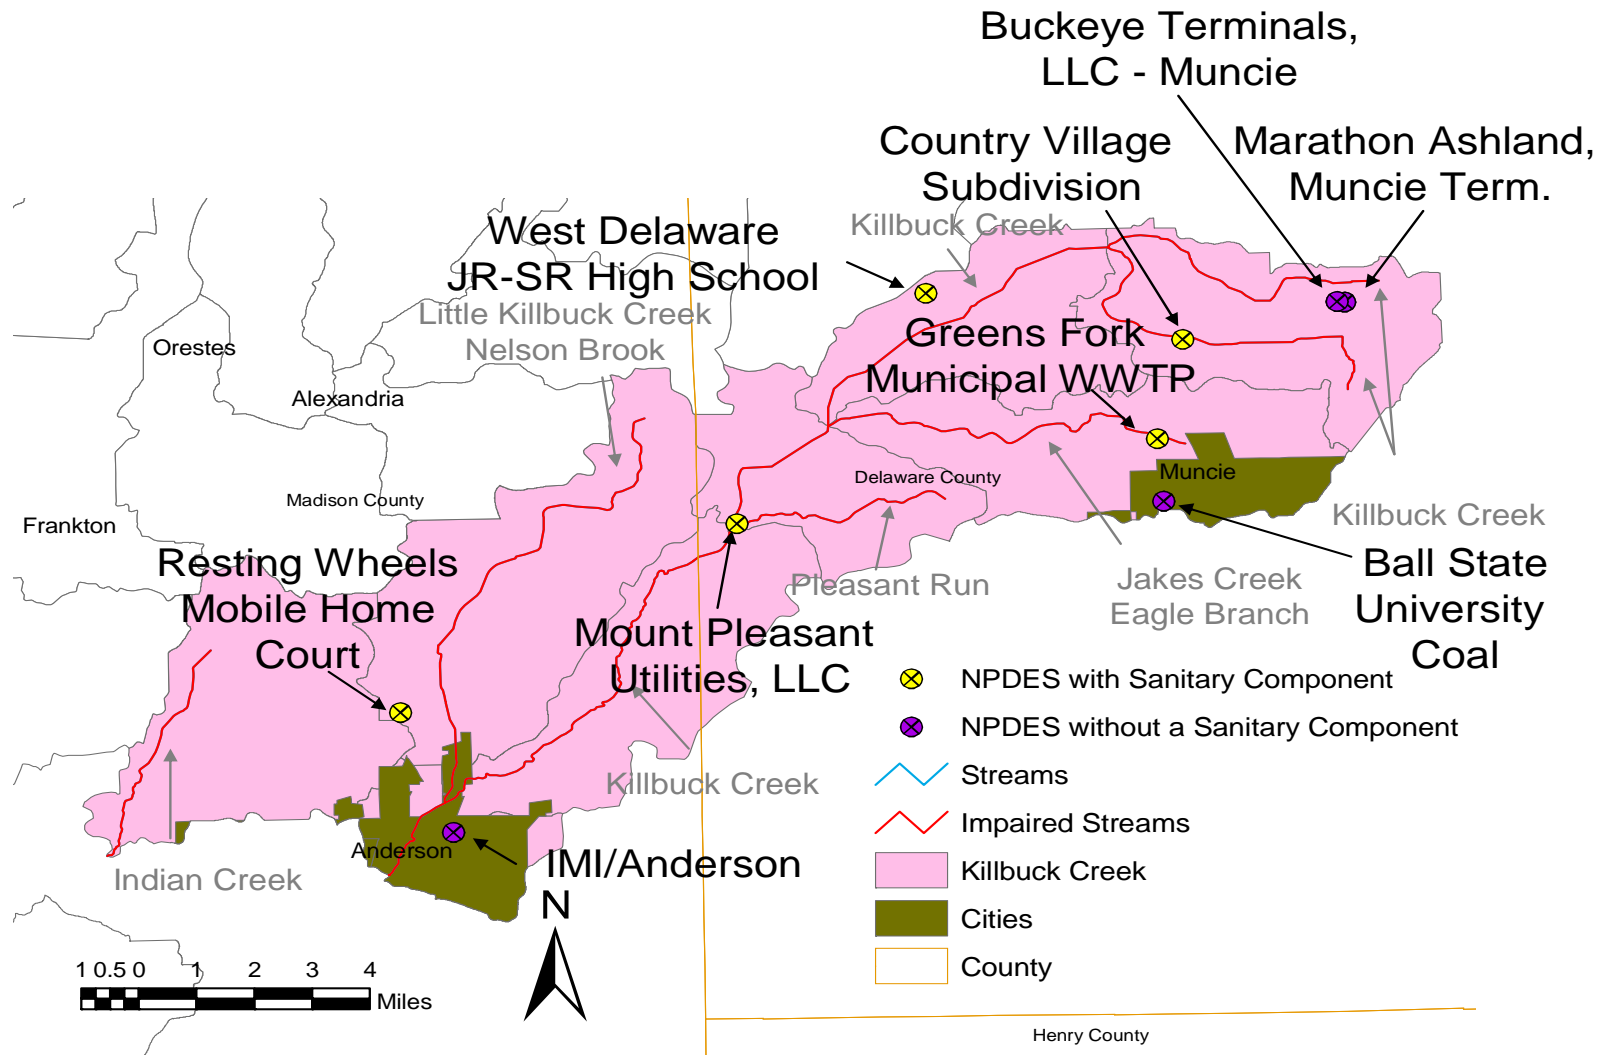 Buckeye Terminals,
LLC - Muncie
Country Village
Subdivision
Marathon Ashland,
Muncie Term.
West Delaware
JR-SR High School
Killbuck Creek
Little Killbuck Creek
Nelson Brook
Greens Fork
Municipal WWTP
Orestes
Alexandria
Madison County
Frankton
Delaware County
Muncie
Killbuck Creek
Resting Wheels
Mobile Home
Court
Mount Pleasant
Utilities, LLC
Pleasant Run
Jakes Creek
Eagle Branch
Ball State
University
Coal
Killbuck Creek
Anderson
IMI/Anderson
Indian Creek
N
NPDES with Sanitary Component
NPDES without a Sanitary Component
Streams
Impaired Streams
Killbuck Creek
Cities
County
1 0.5 0 1 2 3 4
Miles
Henry County